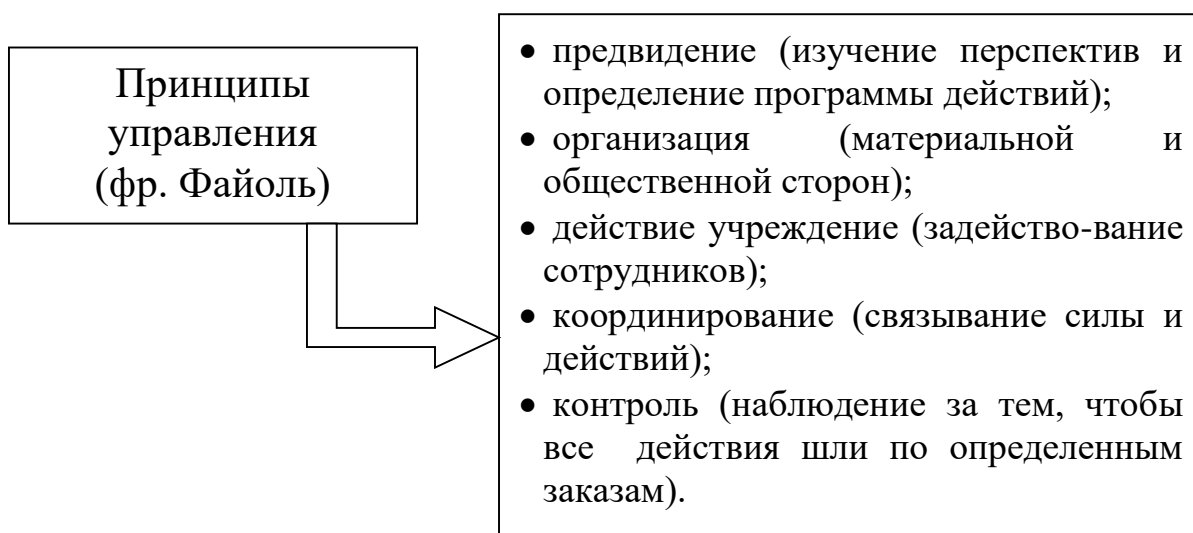 Принципы
управления
(фр. Файоль)
• предвидение (изучение перспектив и
определение программы действий);
• организация (материальной и
общественной сторон);
• действие учреждение (задейство-вание
сотрудников);
• координирование (связывание силы и
действий);
• контроль (наблюдение за тем, чтобы
все действия шли по определенным
заказам).